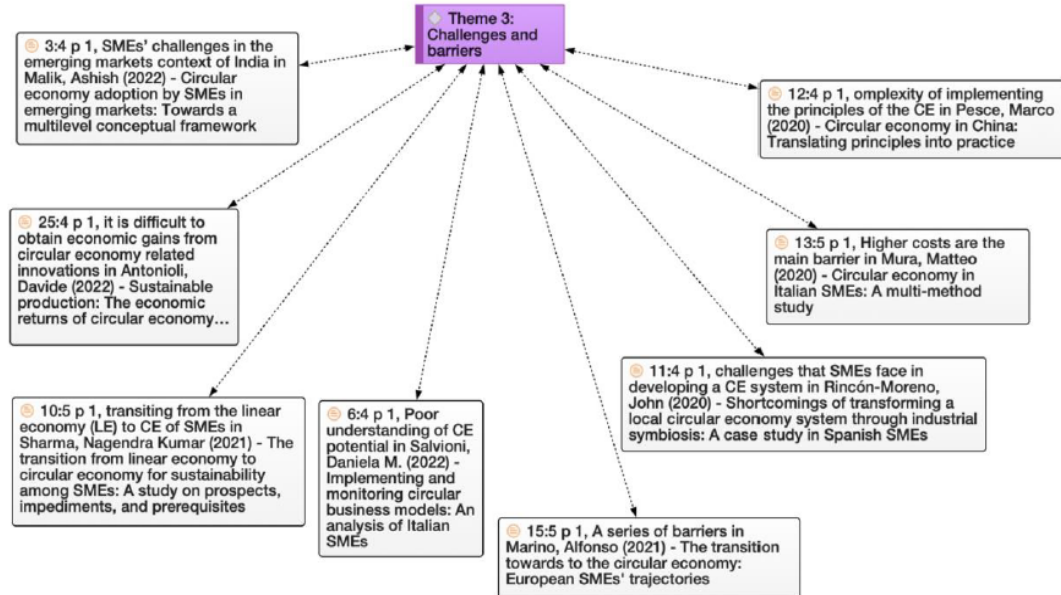 Theme 3:
Challenges and
barriers
3:4 p 1, SMEs' challenges in the
emerging markets context of India in
Malik, Ashish (2022) - Circular
economy adoption by SMEs in
emerging markets: Towards a
multilevel conceptual framework
12:4 p 1, omplexity of implementing
the principles of the CE in Pesce, Marco
(2020) - Circular economy in China:
Translating principles into practice
25:4 p 1, it is difficult to
obtain economic gains from
circular economy related
innovations in Antonioli,
Davide (2022) - Sustainable
production: The economic
returns of circular economy...
13:5 p 1, Higher costs are the
main barrier in Mura, Matteo
(2020) - Circular economy in
Italian SMEs: A multi-method
study
11:4 p 1, challenges that SMEs face in
developing a CE system in Rincón-Moreno,
John (2020) - Shortcomings of transforming a
local circular economy system through industrial
symbiosis: A case study in Spanish SMEs
10:5 p 1, transiting from the linear
economy (LE) to CE of SMEs in
Sharma, Nagendra Kumar (2021) - The
transition from linear economy to
circular economy for sustainability
among SMEs: A study on prospects,
impediments, and prerequisites
6:4 p 1, Poor
understanding of CE
potential in Salvioni,
Daniela M. (2022) -
Implementing and
monitoring circular
business models: An
analysis of Italian
SMEs
15:5 p 1, A series of barriers in
Marino, Alfonso (2021) - The transition
towards to the circular economy:
European SMEs' trajectories